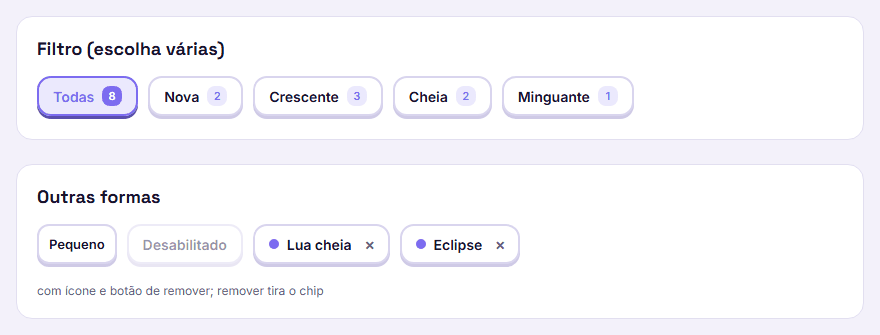 Filtro (escolha várias)
Todas 8 Nova 2 Crescente 3 Cheia 2 Minguante 1
Outras formas
Pequeno Desabilitado Lua cheia × Eclipse ×
com ícone e botão de remover; remover tira o chip